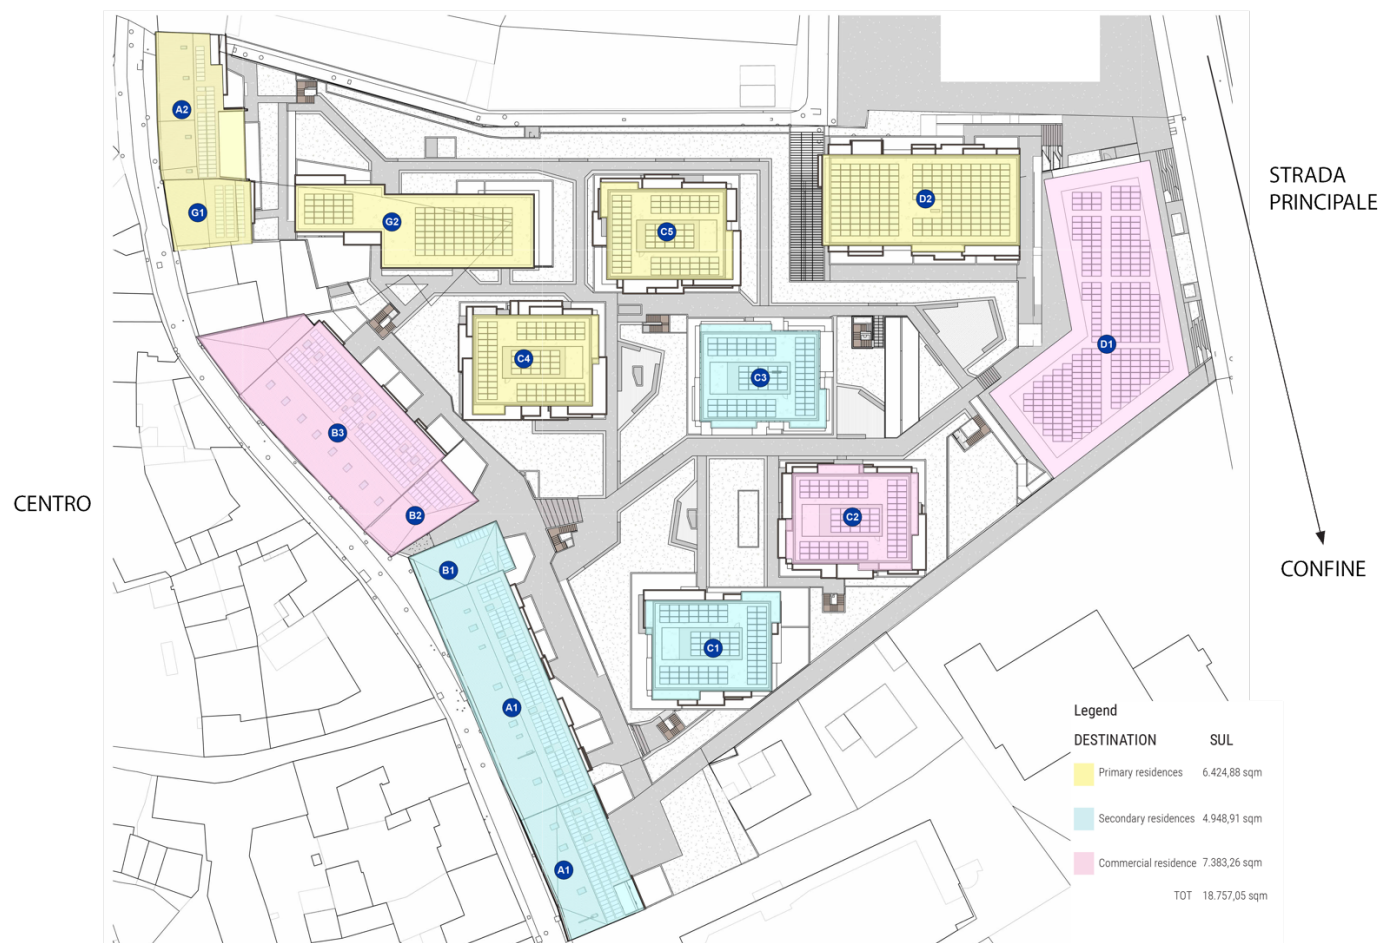 A2
G1
G2
C5
D2
STRADA
PRINCIPALE
D1
C4
C3
B3
CENTRO
B2
C2
CONFINE
B1
C1
A1
A1
Legend
DESTINATION SUL
Primary residences 6.424,88 sqm
Secondary residences 4.948,91 sqm
Commercial residence 7.383,26 sqm
TOT 18.757,05 sqm